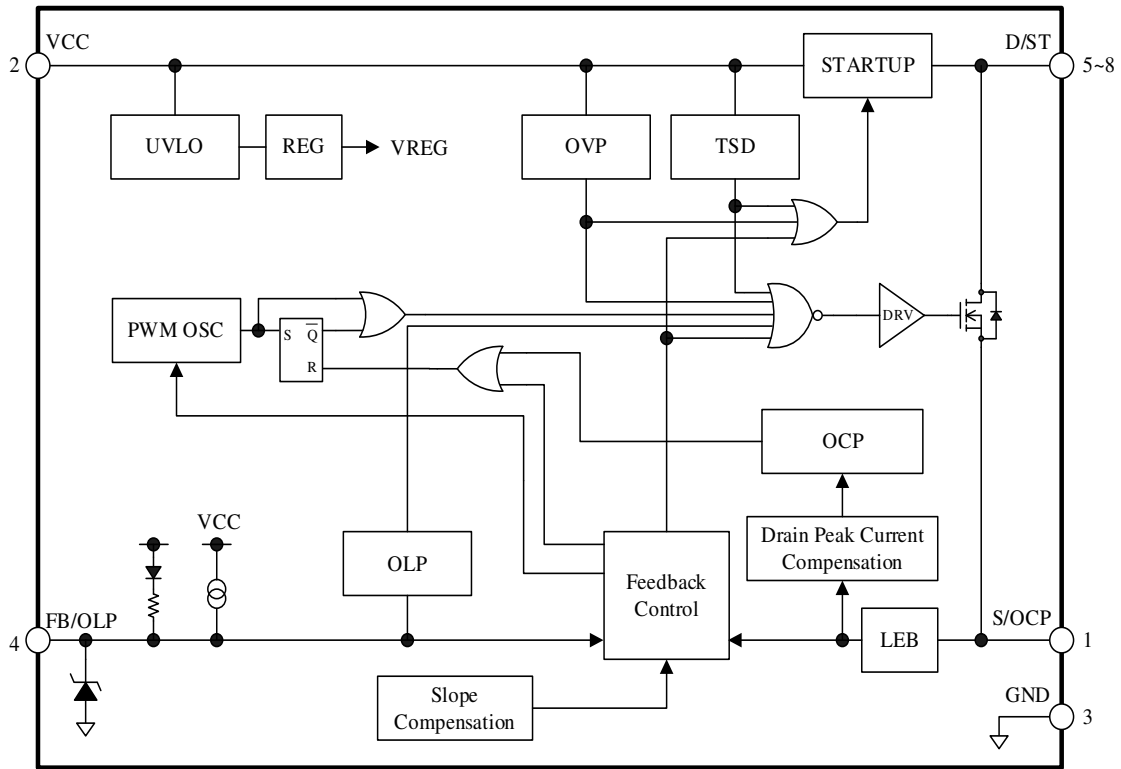 VCC
D/ST
2
STARTUP
5~8
UVLO
REG
VREG
OVP
TSD
PWM OSC
S
Q̅
R
DRV
OCP
VCC
OLP
Feedback
Control
Drain Peak Current
Compensation
FB/OLP
4
LEB
S/OCP
1
Slope
Compensation
GND
3